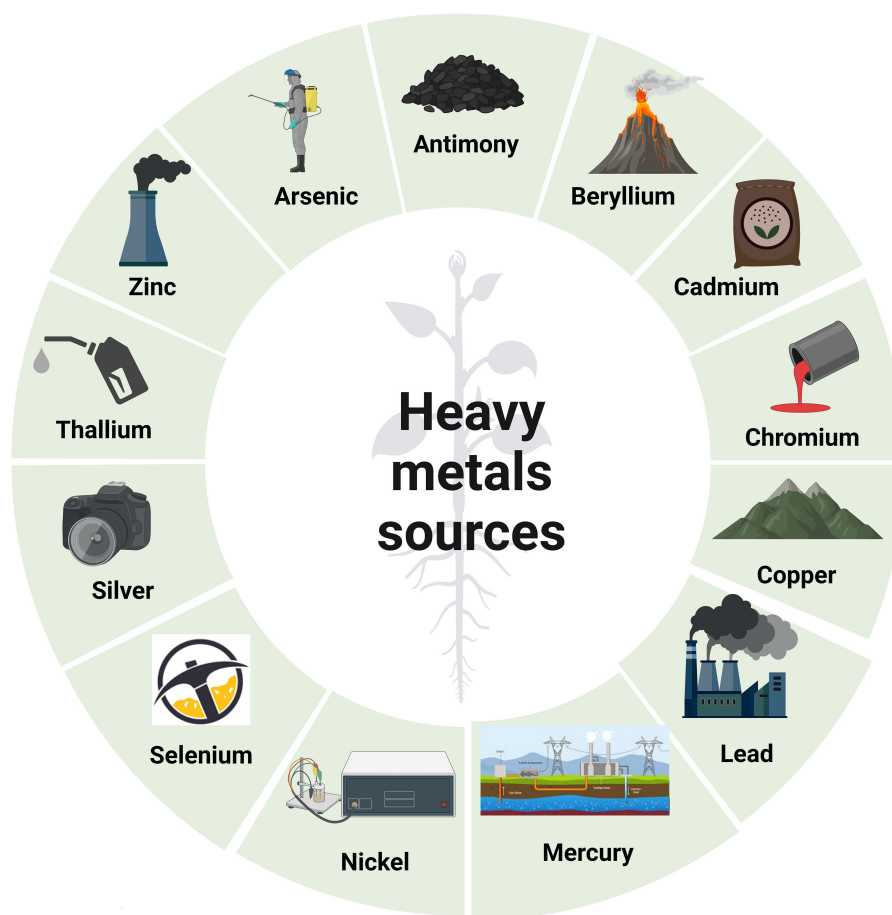 Antimony
Beryllium
Cadmium
Chromium
Copper
Lead
Mercury
Nickel
Selenium
Silver
Thallium
Zinc
Arsenic
Heavy
metals
sources